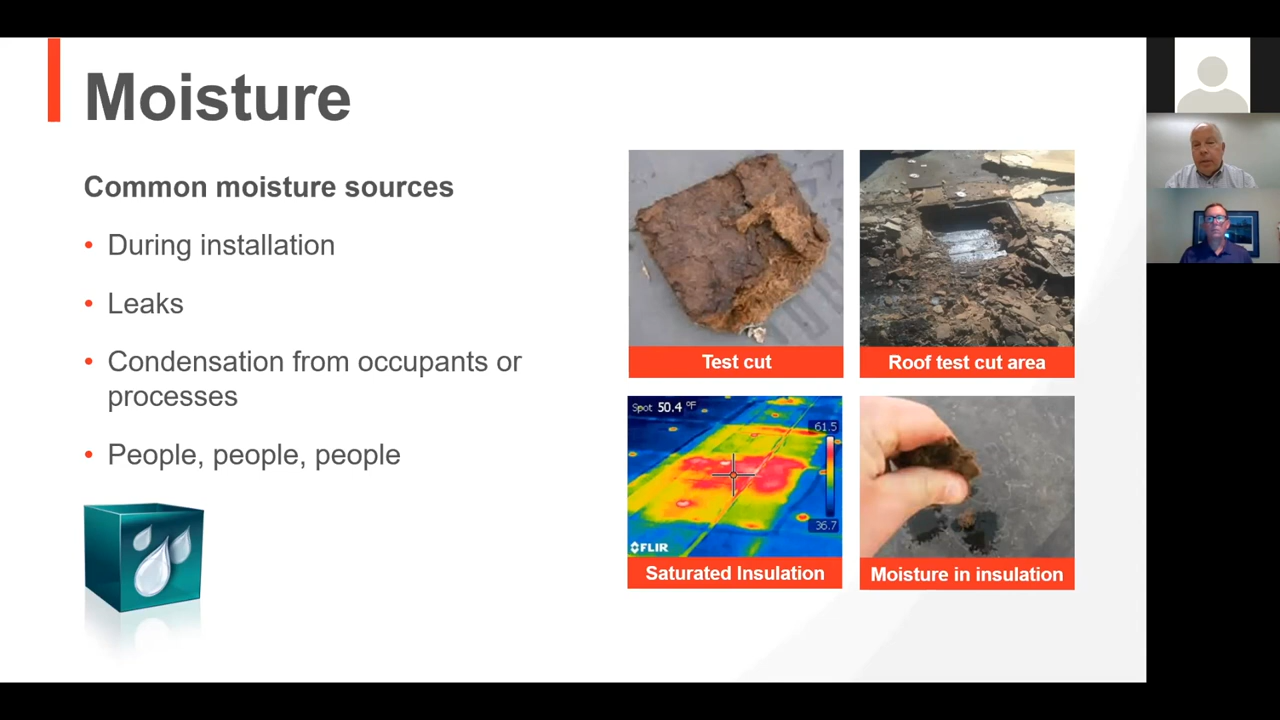 Moisture
Common moisture sources
• During installation
• Leaks
• Condensation from occupants or
processes
• People, people, people
Test cut
Roof test cut area
Spot 50.4 °F
61.5
36.7
FLIR
Saturated Insulation
Moisture in insulation